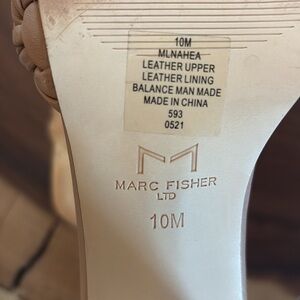 10M
MLNAHEA
LEATHER UPPER
LEATHER LINING
BALANCE MAN MADE
MADE IN CHINA
593
0521
MARC FISHER
LTD
10M